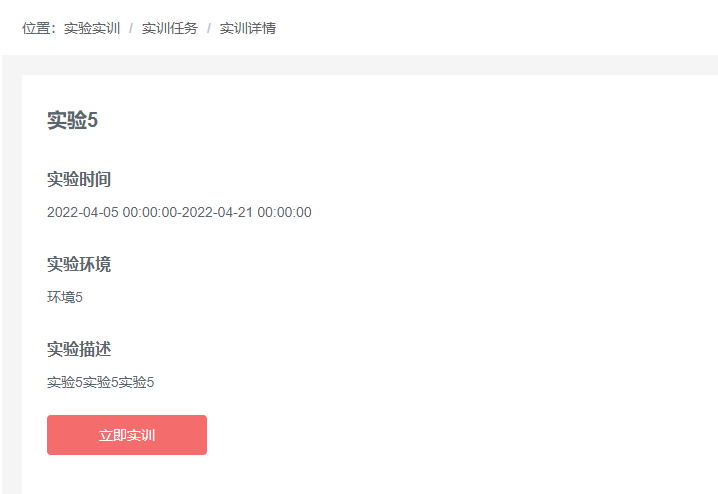 位置：实验实训 / 实训任务 / 实训详情
实验5
实验时间
2022-04-05 00:00:00-2022-04-21 00:00:00
实验环境
环境5
实验描述
实验5实验5实验5
立即实训